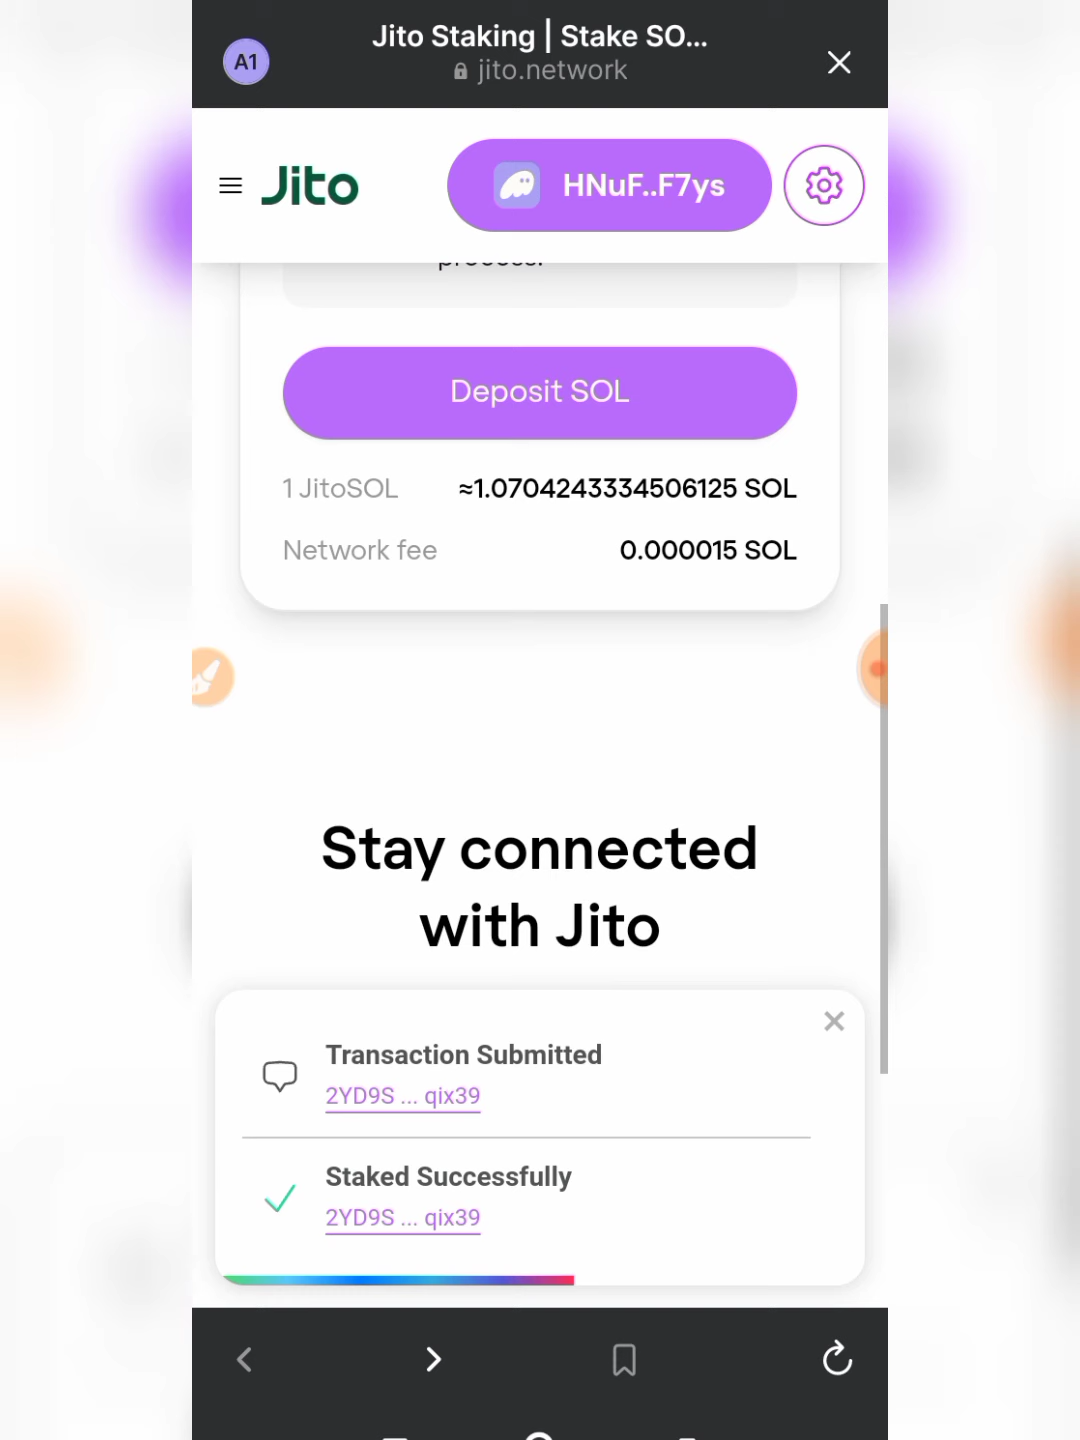 Jito Staking | Stake SO...
A1
jito.network
Jito
HNuF..F7ys
process.
Deposit SOL
1 JitoSOL ≈1.0704243334506125 SOL
Network fee 0.000015 SOL
Stay connected
with Jito
Transaction Submitted
2YD9S ... qix39
Staked Successfully
2YD9S ... qix39